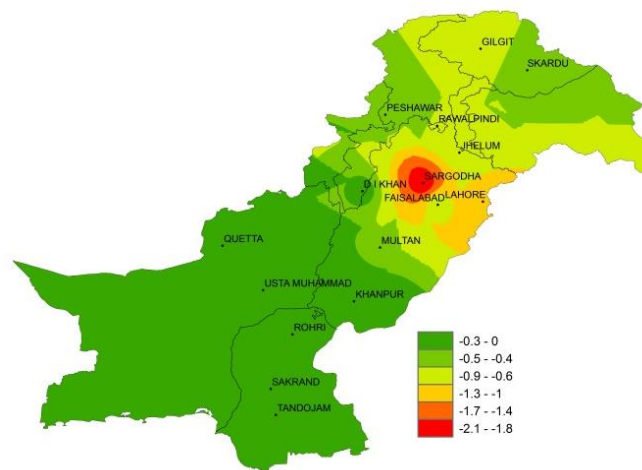 GILGIT
SKARDU
PESHAWAR
RAWALPINDI
JHELUM
SARGODHA
D.I KHAN
LAHORE
FAISALABAD
MULTAN
QUETTA
USTA MUHAMMAD
KHANPUR
ROHRI
SAKRAND
TANDOJAM
-0.3 - 0
-0.5 - -0.4
-0.9 - -0.6
-1.3 - -1
-1.7 - -1.4
-2.1 - -1.8